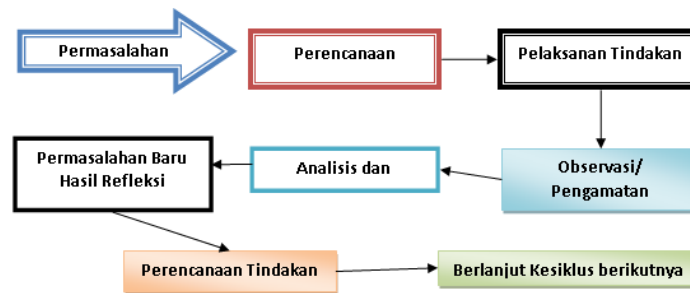 Permasalahan
Perencanaan
Pelaksanan Tindakan
Permasalahan Baru
Hasil Refleksi
Analisis dan
Observasi/
Pengamatan
Perencanaan Tindakan
Berlanjut Kesiklus berikutnya